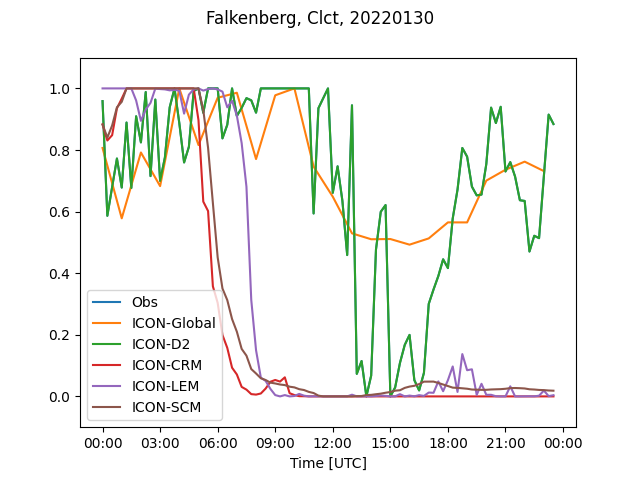 Falkenberg, Clct, 20220130
1.0
0.8
0.6
0.4
0.2
0.0
Obs
ICON-Global
ICON-D2
ICON-CRM
ICON-LEM
ICON-SCM
00:00 03:00 06:00 09:00 12:00 15:00 18:00 21:00 00:00
Time [UTC]